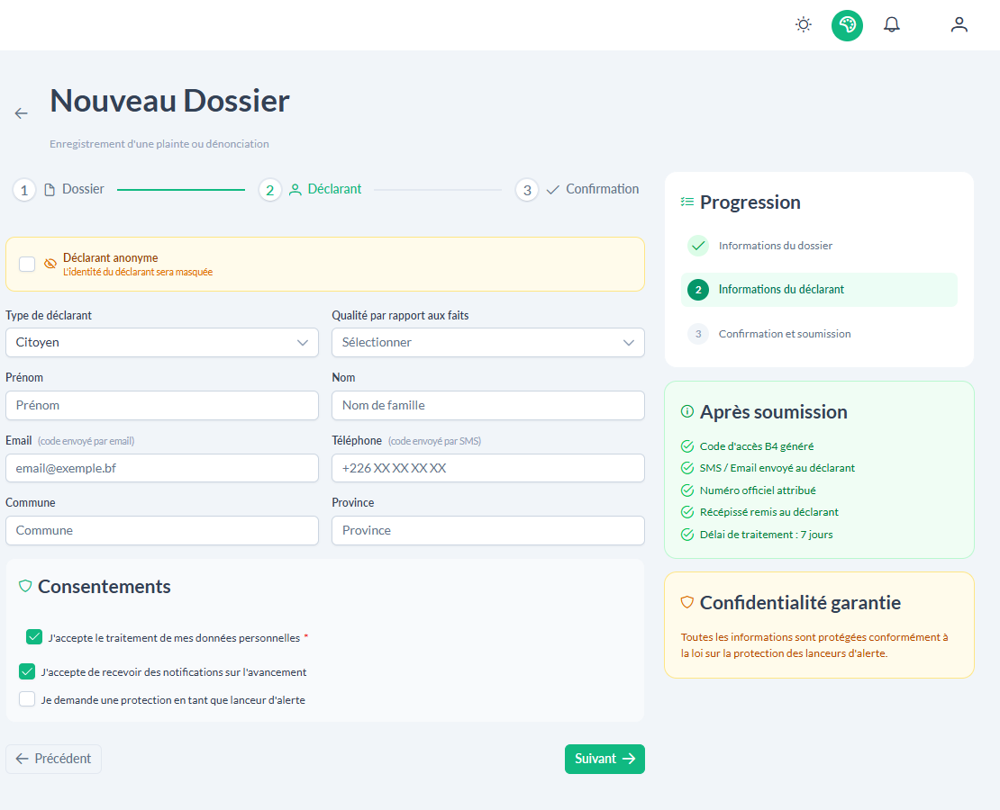 Nouveau Dossier
Enregistrement d'une plainte ou dénonciation
1 Dossier 2 Déclarant 3 Confirmation
Déclarant anonyme
L'identité du déclarant sera masquée
Type de déclarant Qualité par rapport aux faits
Citoyen Sélectionner
Prénom Nom
Prénom Nom de famille
Email (code envoyé par email) Téléphone (code envoyé par SMS)
email@exemple.bf +226 XX XX XX XX
Commune Province
Commune Province
Consentements
J'accepte le traitement de mes données personnelles *
J'accepte de recevoir des notifications sur l'avancement
Je demande une protection en tant que lanceur d'alerte
Précédent Suivant
Progression
Informations du dossier
2 Informations du déclarant
3 Confirmation et soumission
Après soumission
Code d'accès B4 généré
SMS / Email envoyé au déclarant
Numéro officiel attribué
Récépissé remis au déclarant
Délai de traitement : 7 jours
Confidentialité garantie
Toutes les informations sont protégées conformément à
la loi sur la protection des lanceurs d'alerte.